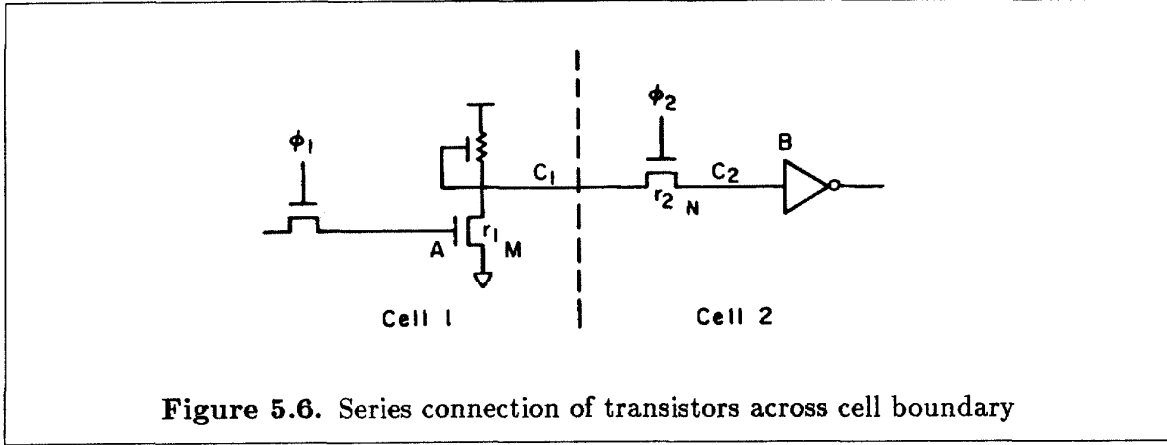 ϕ1
ϕ2
B
C1
C2
r2 N
A r1 M
Cell 1
Cell 2
Figure 5.6. Series connection of transistors across cell boundary